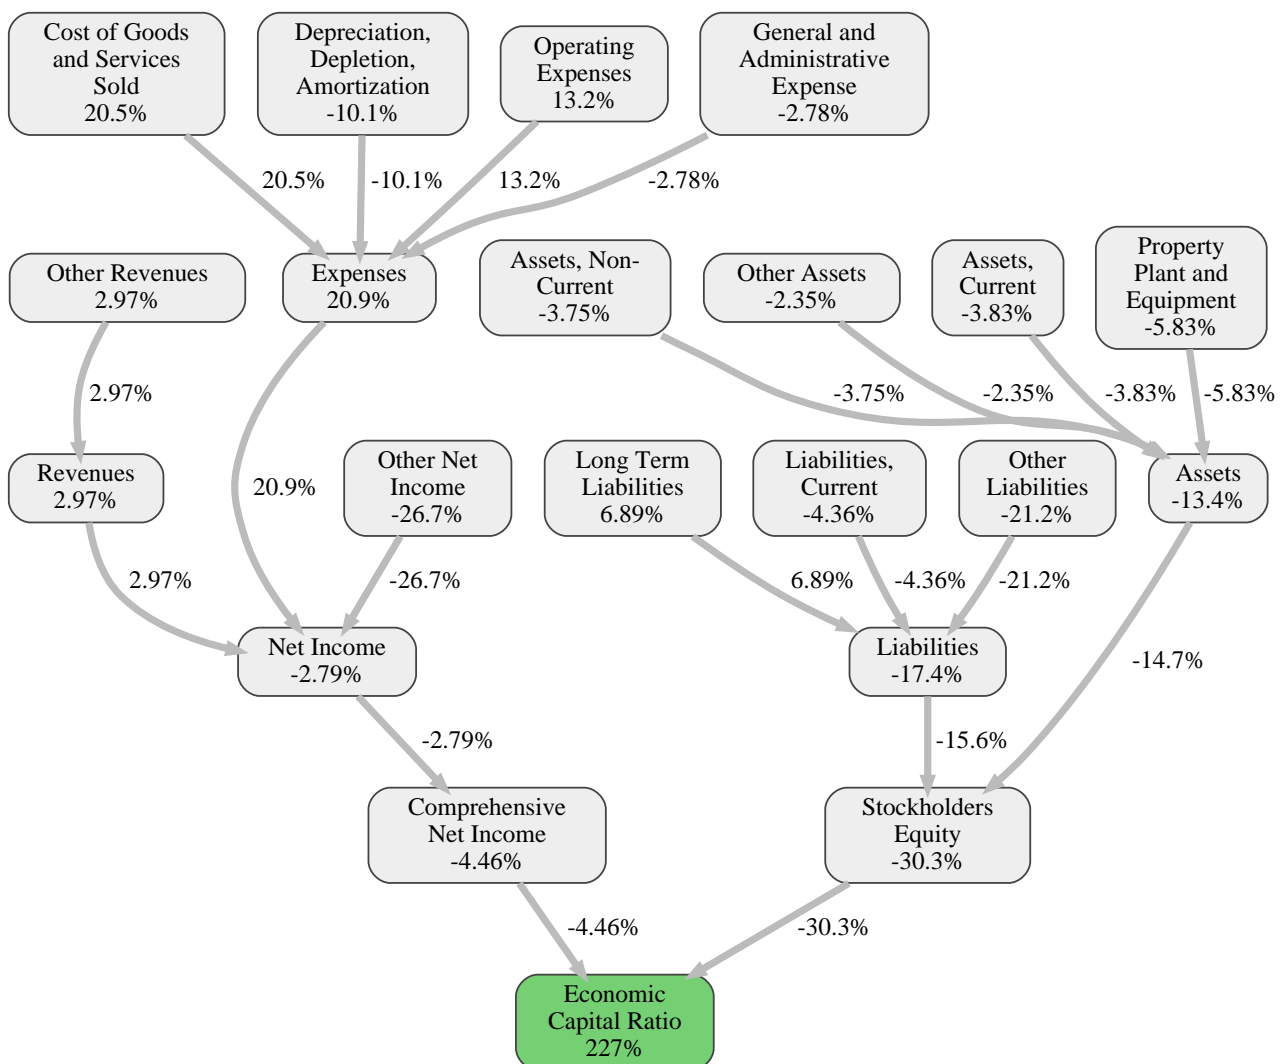 Cost of Goods
and Services
Sold
20.5%
Depreciation,
Depletion,
Amortization
-10.1%
Operating
Expenses
13.2%
General and
Administrative
Expense
-2.78%
20.5%
-10.1%
13.2%
-2.78%
Other Revenues
2.97%
Expenses
20.9%
Assets, Non-
Current
-3.75%
Other Assets
-2.35%
Assets,
Current
-3.83%
Property
Plant and
Equipment
-5.83%
2.97%
-3.75%
-2.35%
-3.83%
-5.83%
Revenues
2.97%
20.9%
Other Net
Income
-26.7%
Long Term
Liabilities
6.89%
Liabilities,
Current
-4.36%
Other
Liabilities
-21.2%
Assets
-13.4%
2.97%
-26.7%
6.89%
-4.36%
-21.2%
Net Income
-2.79%
Liabilities
-17.4%
-14.7%
-2.79%
-15.6%
Comprehensive
Net Income
-4.46%
Stockholders
Equity
-30.3%
-4.46%
-30.3%
Economic
Capital Ratio
227%